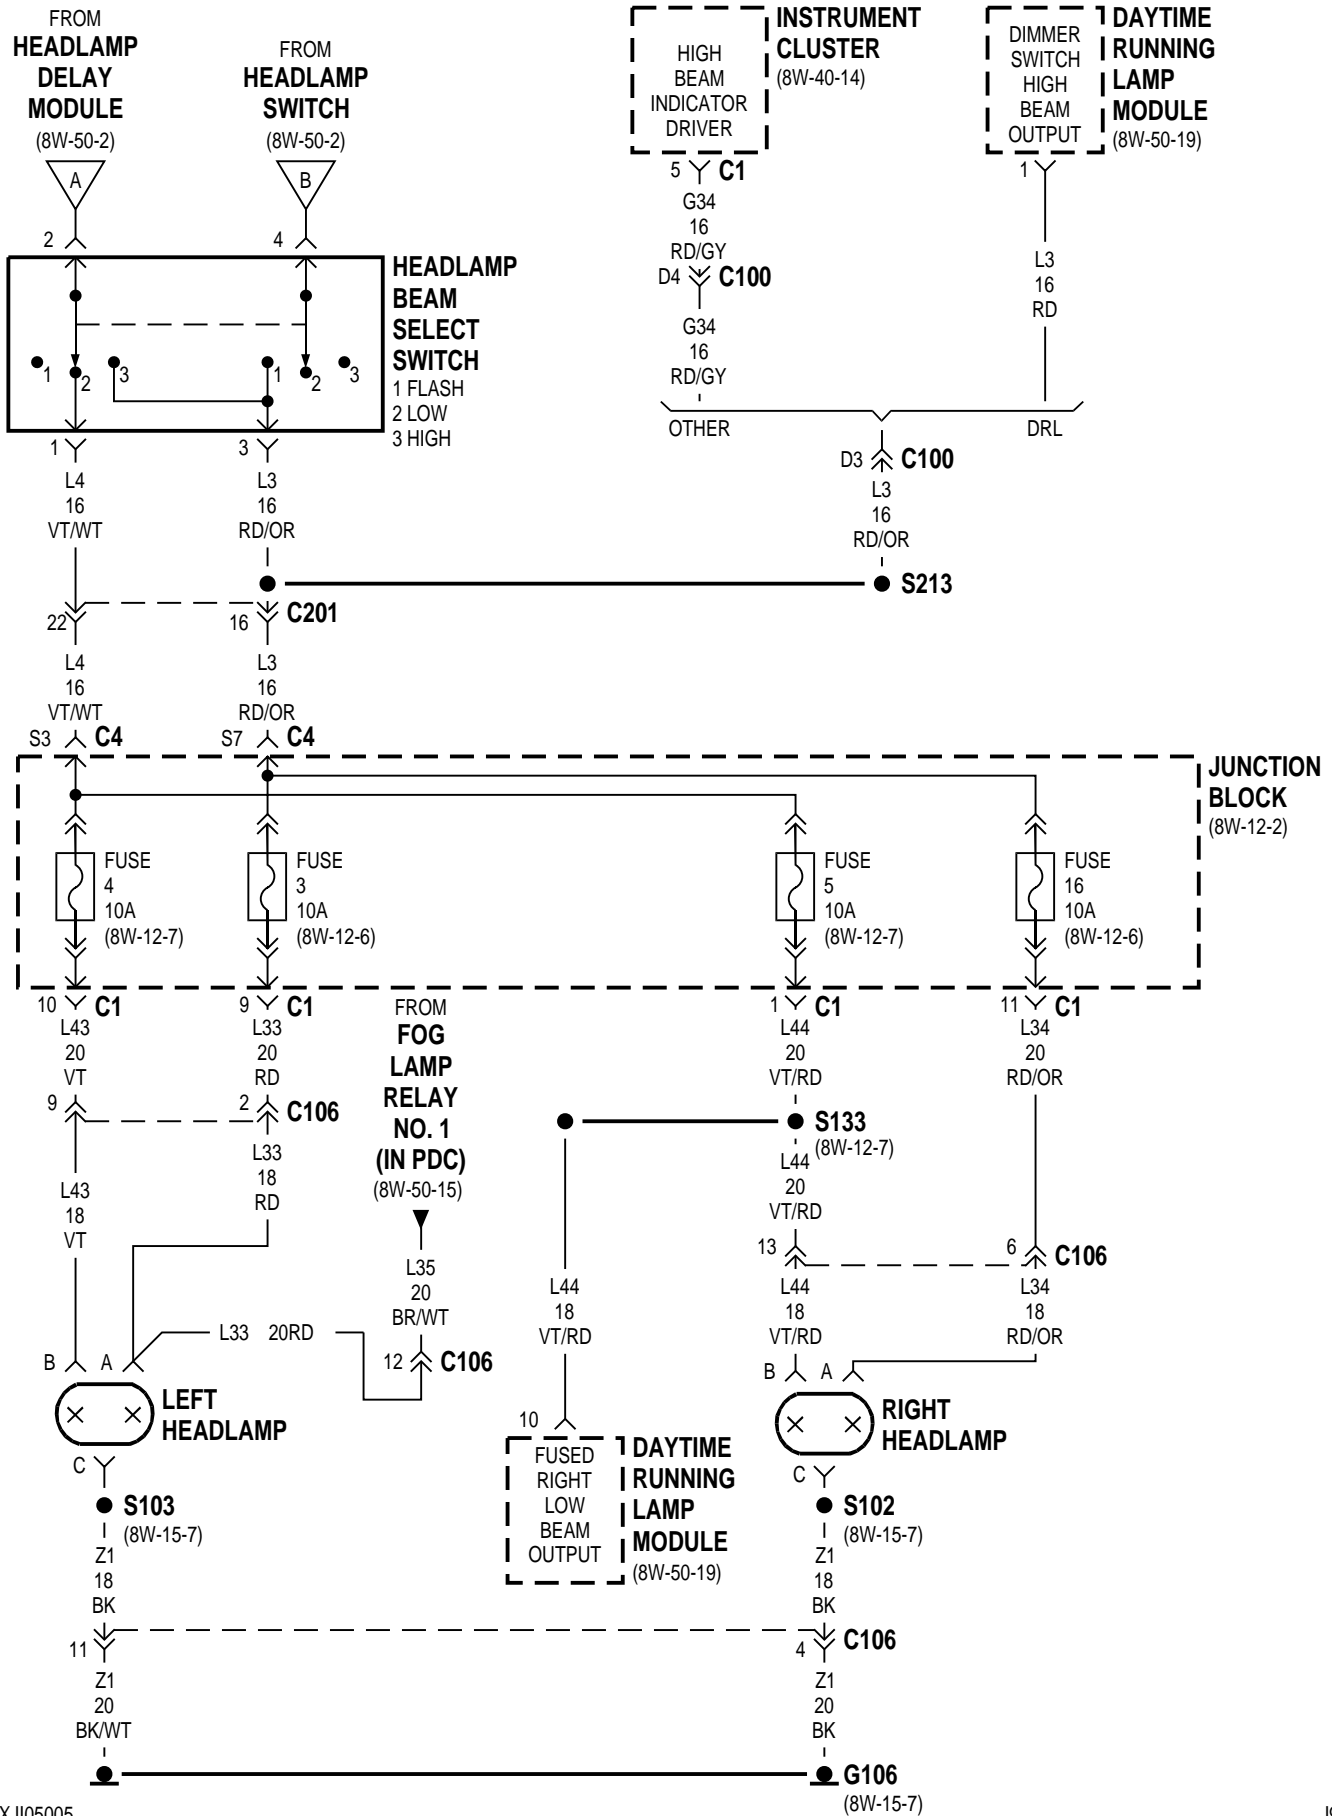 FROM
HEADLAMP
DELAY
MODULE
(8W-50-2)
A
FROM
HEADLAMP
SWITCH
(8W-50-2)
B
HIGH
BEAM
INDICATOR
DRIVER
INSTRUMENT
CLUSTER
(8W-40-14)
DIMMER
SWITCH
HIGH
BEAM
OUTPUT
DAYTIME
RUNNING
LAMP
MODULE
(8W-50-19)
5 C1
G34
16
RD/GY
D4 C100
G34
16
RD/GY
OTHER
1
L3
16
RD
DRL
D3 C100
L3
16
RD/OR
S213
2
4
HEADLAMP
BEAM
SELECT
SWITCH
1 FLASH
2 LOW
3 HIGH
1 2 3
1 2 3
1
L4
16
VT/WT
3
L3
16
RD/OR
22
16 C201
L4
16
VT/WT
S3 C4
L3
16
RD/OR
S7 C4
JUNCTION
BLOCK
(8W-12-2)
FUSE
4
10A
(8W-12-7)
FUSE
3
10A
(8W-12-6)
FUSE
5
10A
(8W-12-7)
FUSE
16
10A
(8W-12-6)
10 C1
L43
20
VT
9
L43
18
VT
9 C1
L33
20
RD
2 C106
L33
18
RD
FROM
FOG
LAMP
RELAY
NO. 1
(IN PDC)
(8W-50-15)
L35
20
BR/WT
12 C106
L33 20RD
1 C1
L44
20
VT/RD
S133
(8W-12-7)
L44
20
VT/RD
13
L44
18
VT/RD
11 C1
L34
20
RD/OR
6 C106
L34
18
RD/OR
L44
18
VT/RD
10
FUSED
RIGHT
LOW
BEAM
OUTPUT
DAYTIME
RUNNING
LAMP
MODULE
(8W-50-19)
B A
LEFT
HEADLAMP
C
S103
(8W-15-7)
Z1
18
BK
11
Z1
20
BK/WT
B A
RIGHT
HEADLAMP
C
S102
(8W-15-7)
Z1
18
BK
4 C106
Z1
20
BK
G106
(8W-15-7)